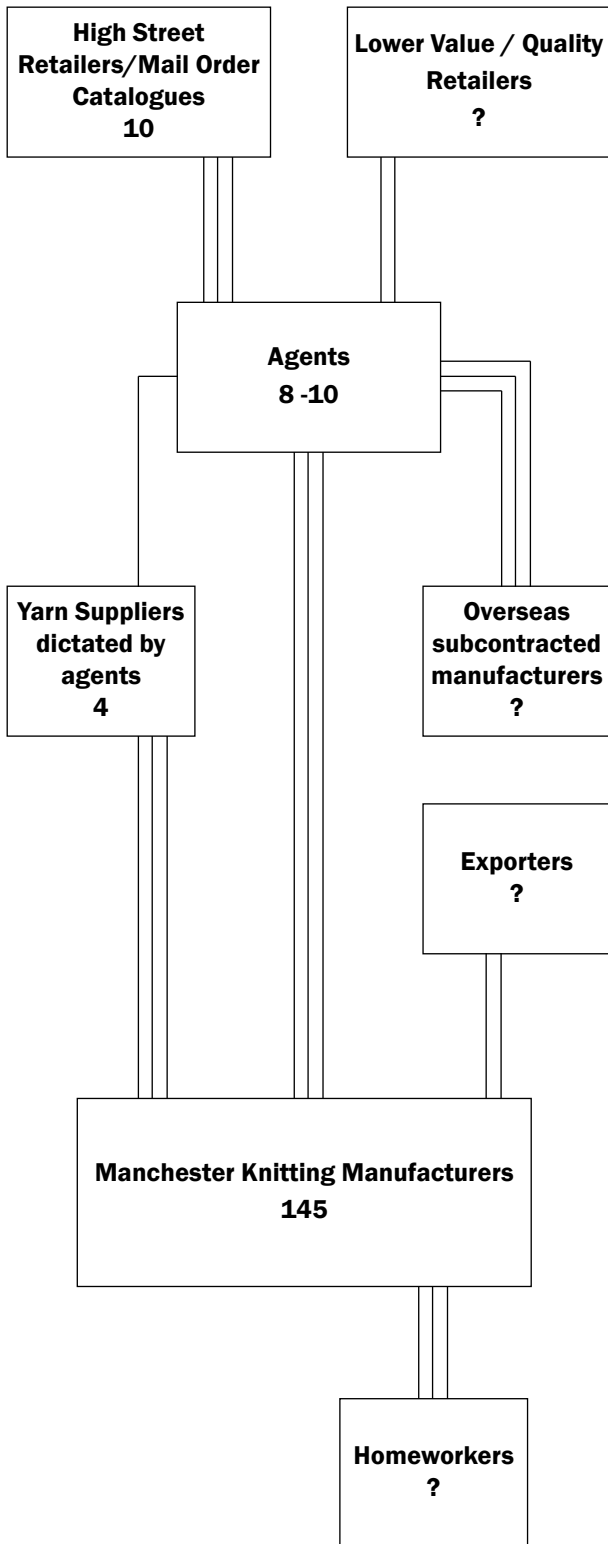 High Street
Retailers/Mail Order
Catalogues
10
Lower Value / Quality
Retailers
?
Agents
8 -10
Yarn Suppliers
dictated by
agents
4
Overseas
subcontracted
manufacturers
?
Exporters
?
Manchester Knitting Manufacturers
145
Homeworkers
?